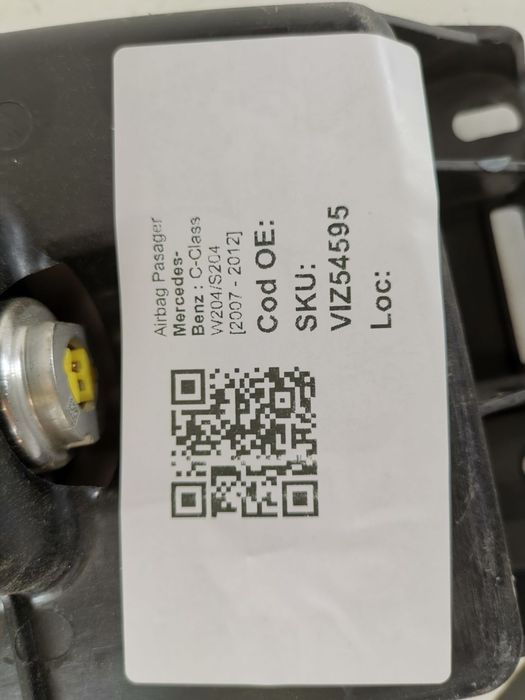 Airbag Pasager
Mercedes-
Benz : C-Class
W204/S204
[2007 - 2012]
Cod OE:
SKU:
VIZ54595
Loc: